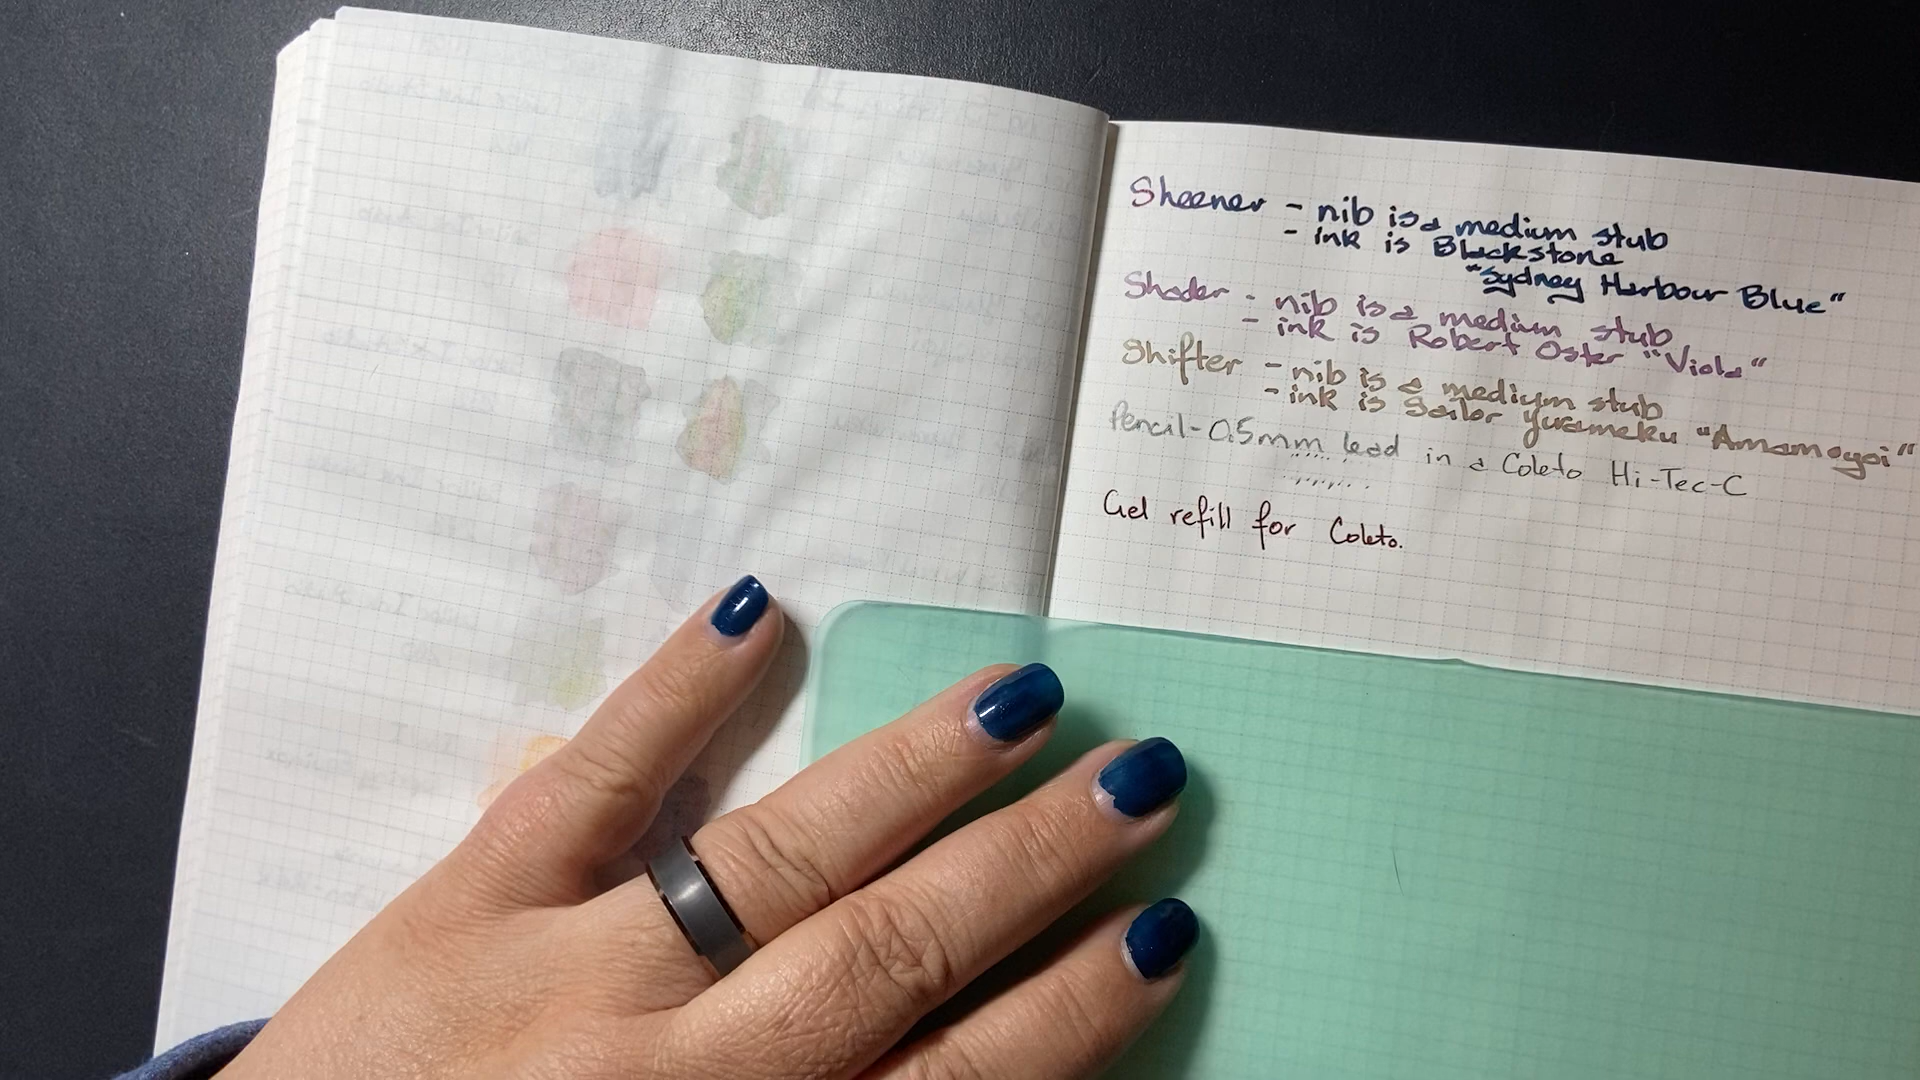 Sheener - nib is a medium stub
- ink is Blackstone
"Sydney Harbour Blue"
Shader - nib is a medium stub
- ink is Robert Oster "Viola"
Shifter - nib is a medium stub
- ink is Sailor Yurameku "Amamoyoi"
Pencil - 0.5mm lead in a Coleto Hi-Tec-C
Gel refill for Coleto.